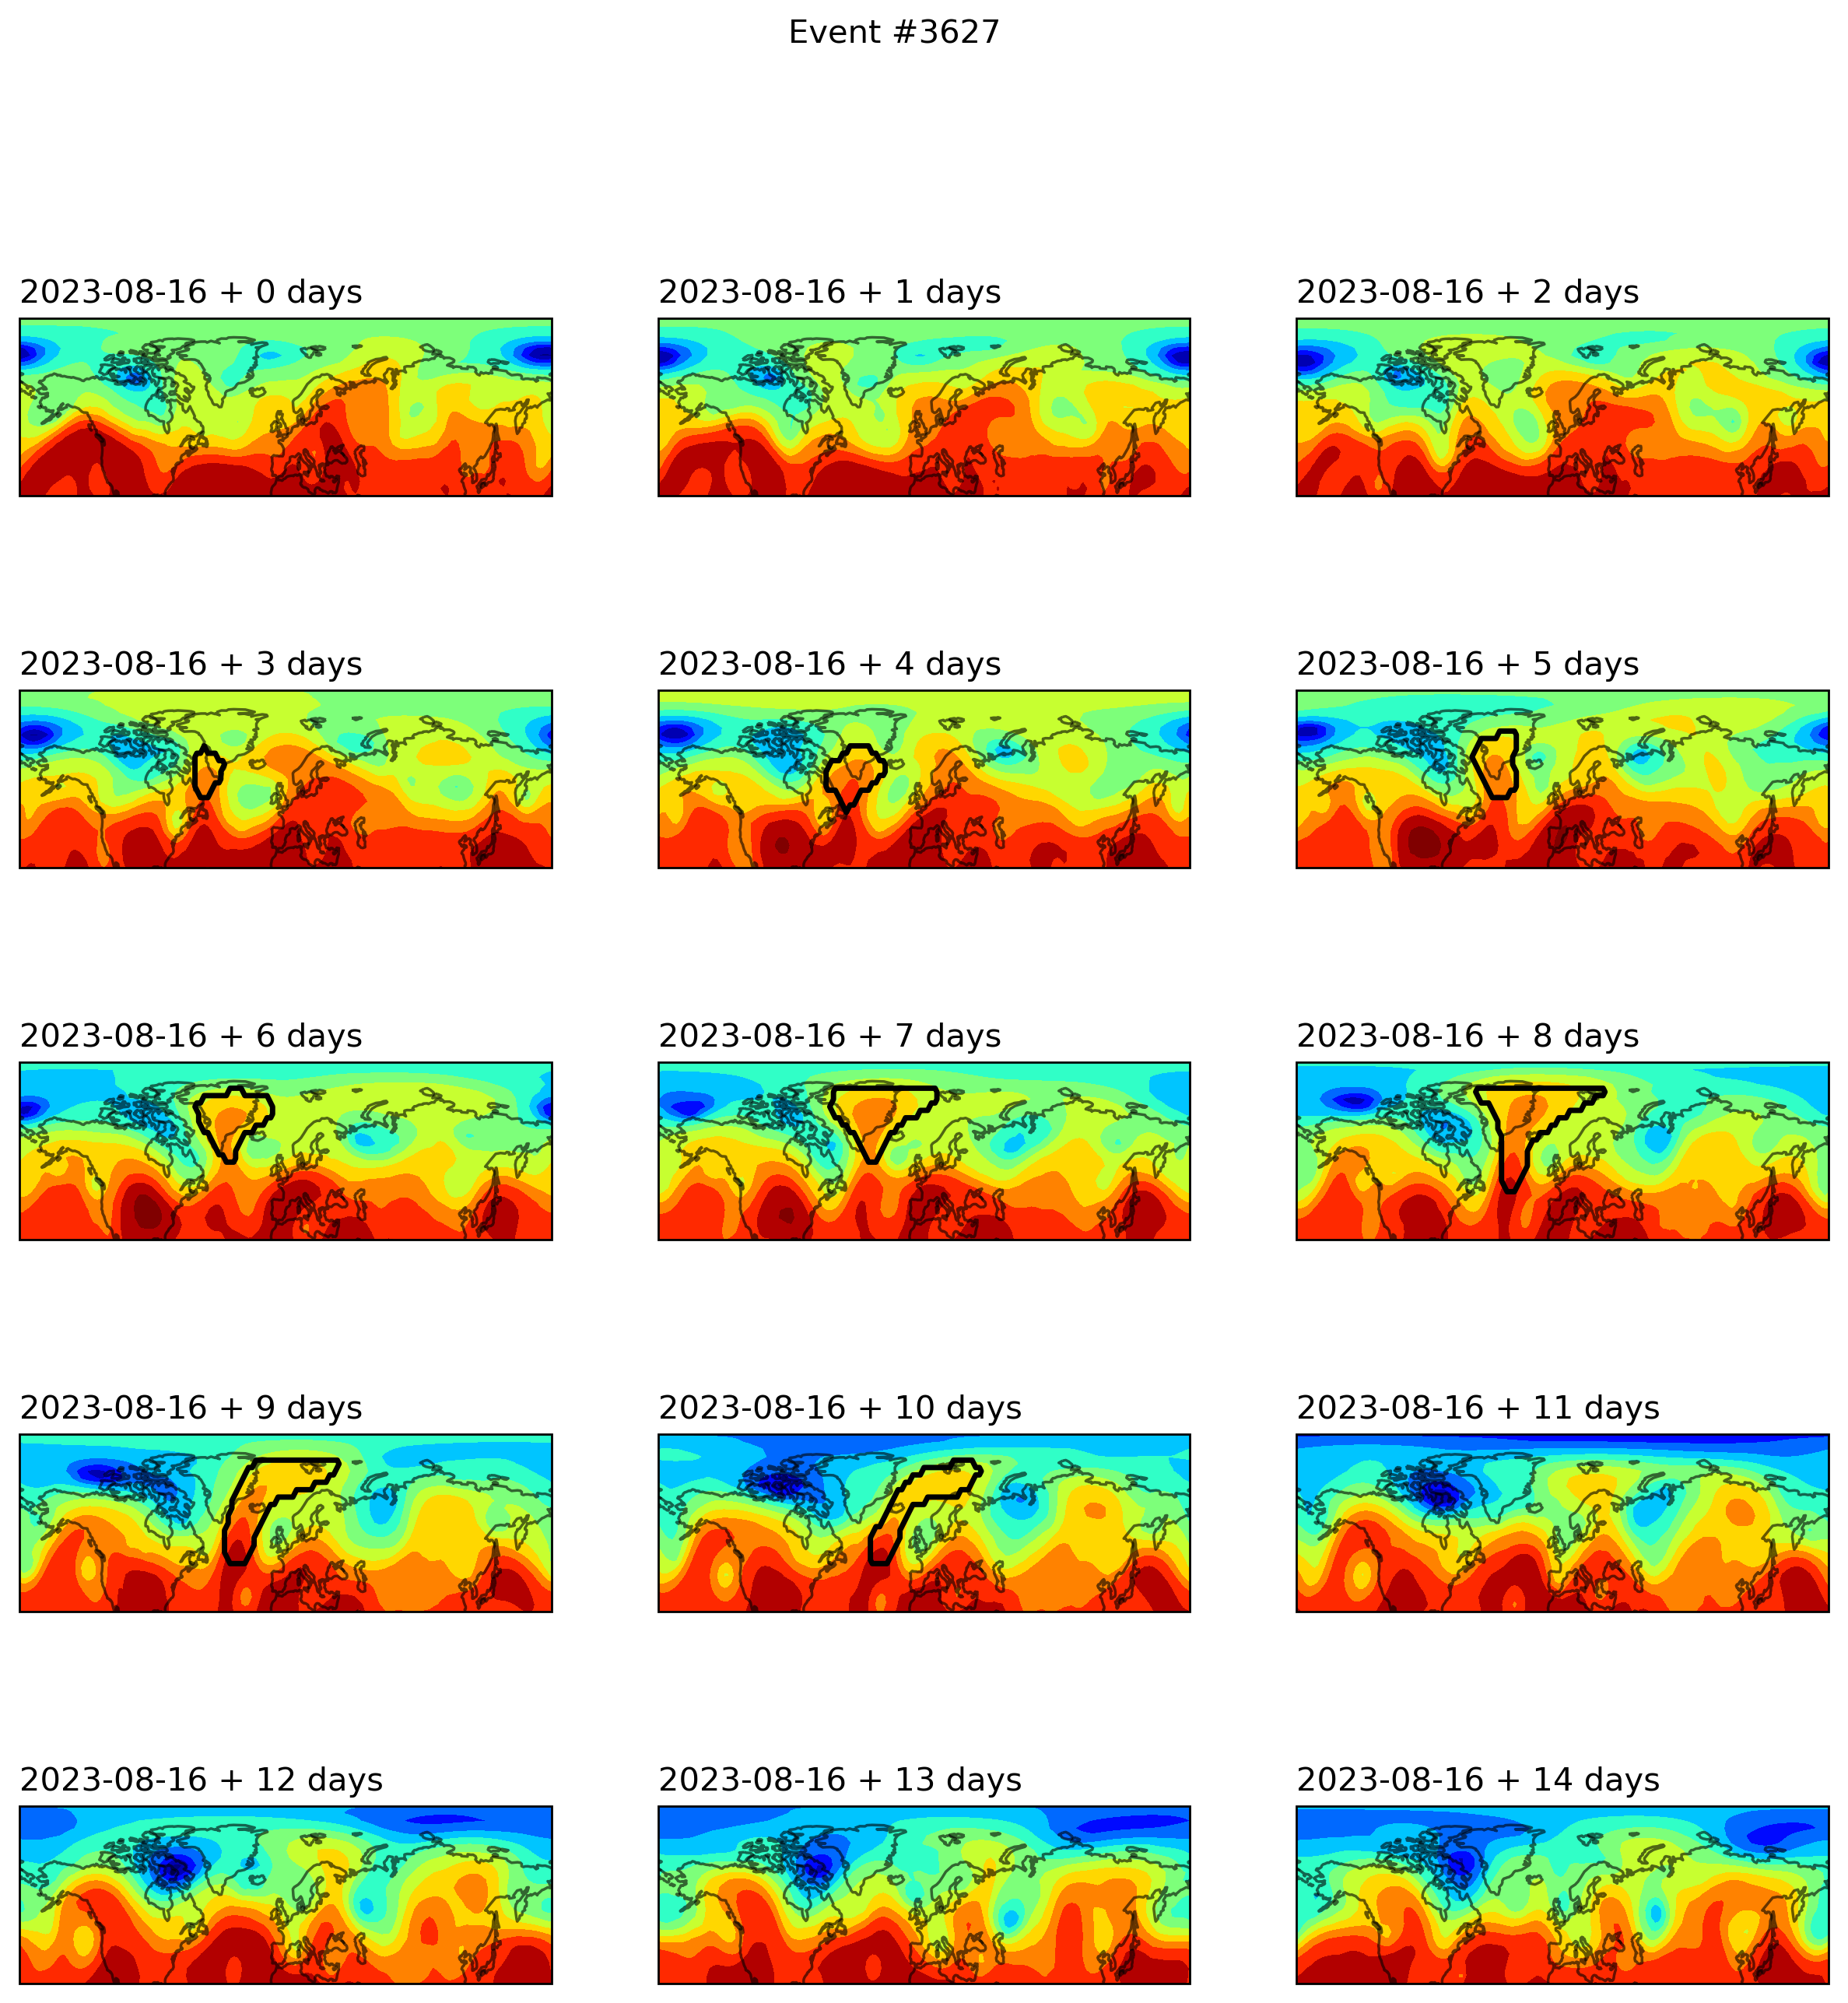 Event #3627
2023-08-16 + 0 days
2023-08-16 + 1 days
2023-08-16 + 2 days
2023-08-16 + 3 days
2023-08-16 + 4 days
2023-08-16 + 5 days
2023-08-16 + 6 days
2023-08-16 + 7 days
2023-08-16 + 8 days
2023-08-16 + 9 days
2023-08-16 + 10 days
2023-08-16 + 11 days
2023-08-16 + 12 days
2023-08-16 + 13 days
2023-08-16 + 14 days